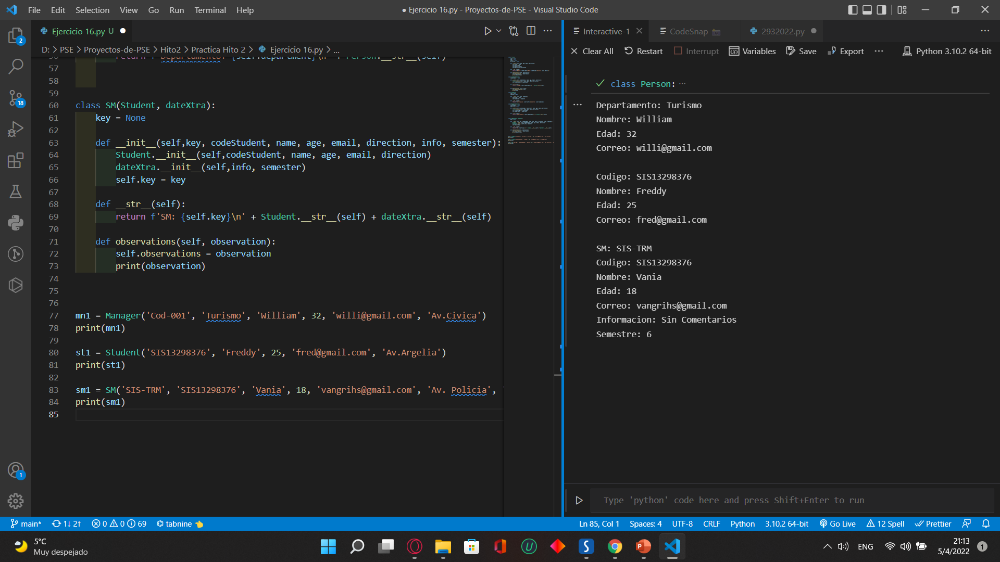 File Edit Selection View Go Run Terminal Help
● Ejercicio 16.py - Proyectos-de-PSE - Visual Studio Code
Ejercicio 16.py U
Interactive-1
CodeSnap
2932022.py
D: > PSE > Proyectos-de-PSE > Hito2 > Practica Hito 2 > Ejercicio 16.py > ...
Clear All Restart Interrupt Variables Save Export ··· Python 3.10.2 64-bit
56 return f'Departamento: {self.department}\n' + Person.__str__(self)
57
58
59
60 class SM(Student, dateXtra):
61 key = None
62
63 def __init__(self,key, codeStudent, name, age, email, direction, info, semester):
64 Student.__init__(self,codeStudent, name, age, email, direction)
65 dateXtra.__init__(self,info, semester)
66 self.key = key
67
68 def __str__(self):
69 return f'SM: {self.key}\n' + Student.__str__(self) + dateXtra.__str__(self)
70
71 def observations(self, observation):
72 self.observations = observation
73 print(observation)
74
75
76
77 mn1 = Manager('Cod-001', 'Turismo', 'William', 32, 'willi@gmail.com', 'Av.Civica')
78 print(mn1)
79
80 st1 = Student('SIS13298376', 'Freddy', 25, 'fred@gmail.com', 'Av.Argelia')
81 print(st1)
82
83 sm1 = SM('SIS-TRM', 'SIS13298376', 'Vania', 18, 'vangrihs@gmail.com', 'Av. Policia', '
84 print(sm1)
85
class Person: ···
Departamento: Turismo
Nombre: William
Edad: 32
Correo: willi@gmail.com
Codigo: SIS13298376
Nombre: Freddy
Edad: 25
Correo: fred@gmail.com
SM: SIS-TRM
Codigo: SIS13298376
Nombre: Vania
Edad: 18
Correo: vangrihs@gmail.com
Informacion: Sin Comentarios
Semestre: 6
Type 'python' code here and press Shift+Enter to run
2
18
1
main* 1↓ 2↑ 0 0 69 tabnine
Ln 85, Col 1 Spaces: 4 UTF-8 CRLF Python 3.10.2 64-bit Go Live 12 Spell Prettier
5°C
Muy despejado
ENG
21:13
5/4/2022
1